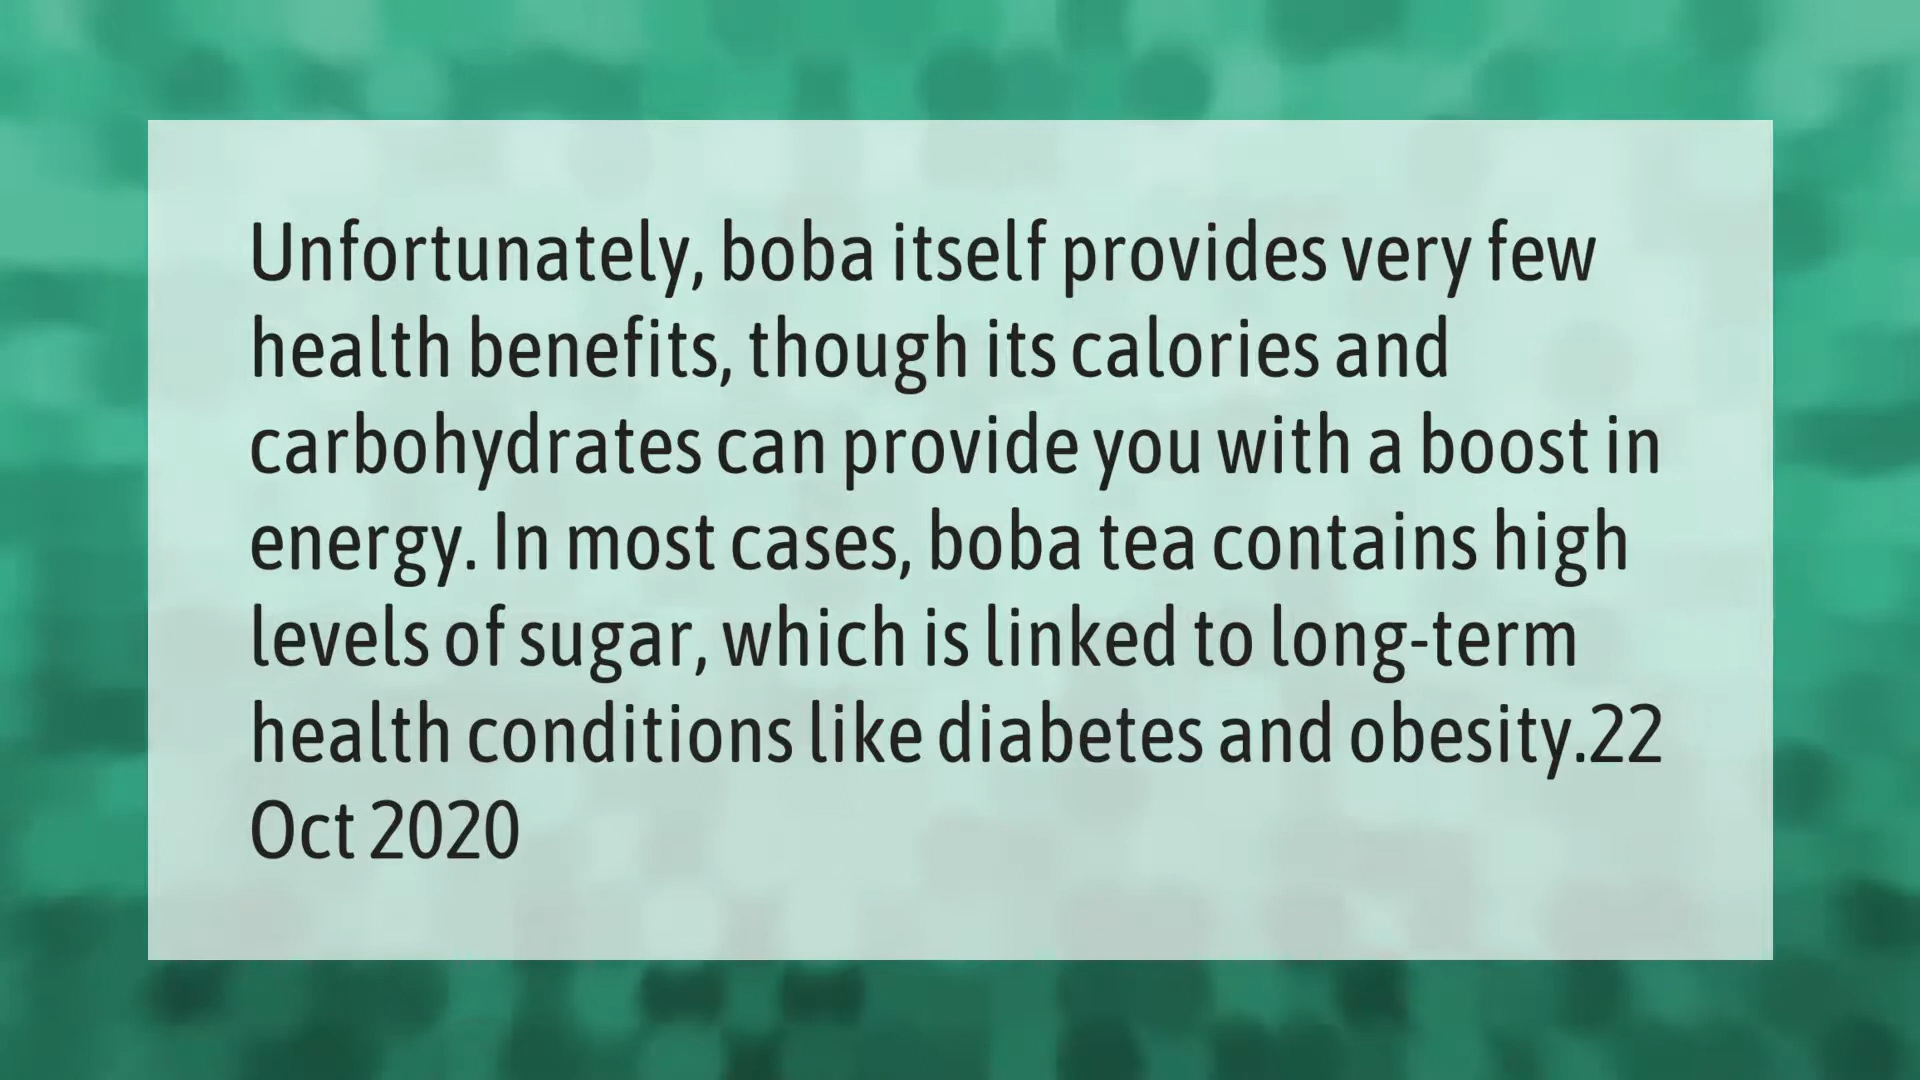 Unfortunately, boba itself provides very few
health benefits, though its calories and
carbohydrates can provide you with a boost in
energy. In most cases, boba tea contains high
levels of sugar, which is linked to long-term
health conditions like diabetes and obesity.22
Oct 2020